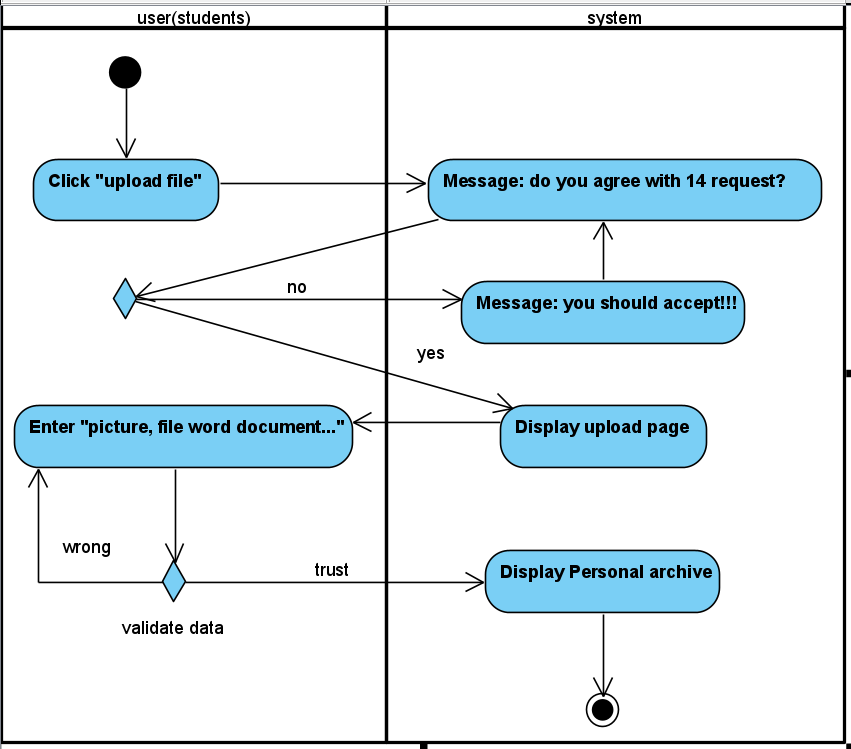 user(students)
system
Click "upload file"
Message: do you agree with 14 request?
no
Message: you should accept!!!
yes
Enter "picture, file word document..."
Display upload page
wrong
trust
Display Personal archive
validate data